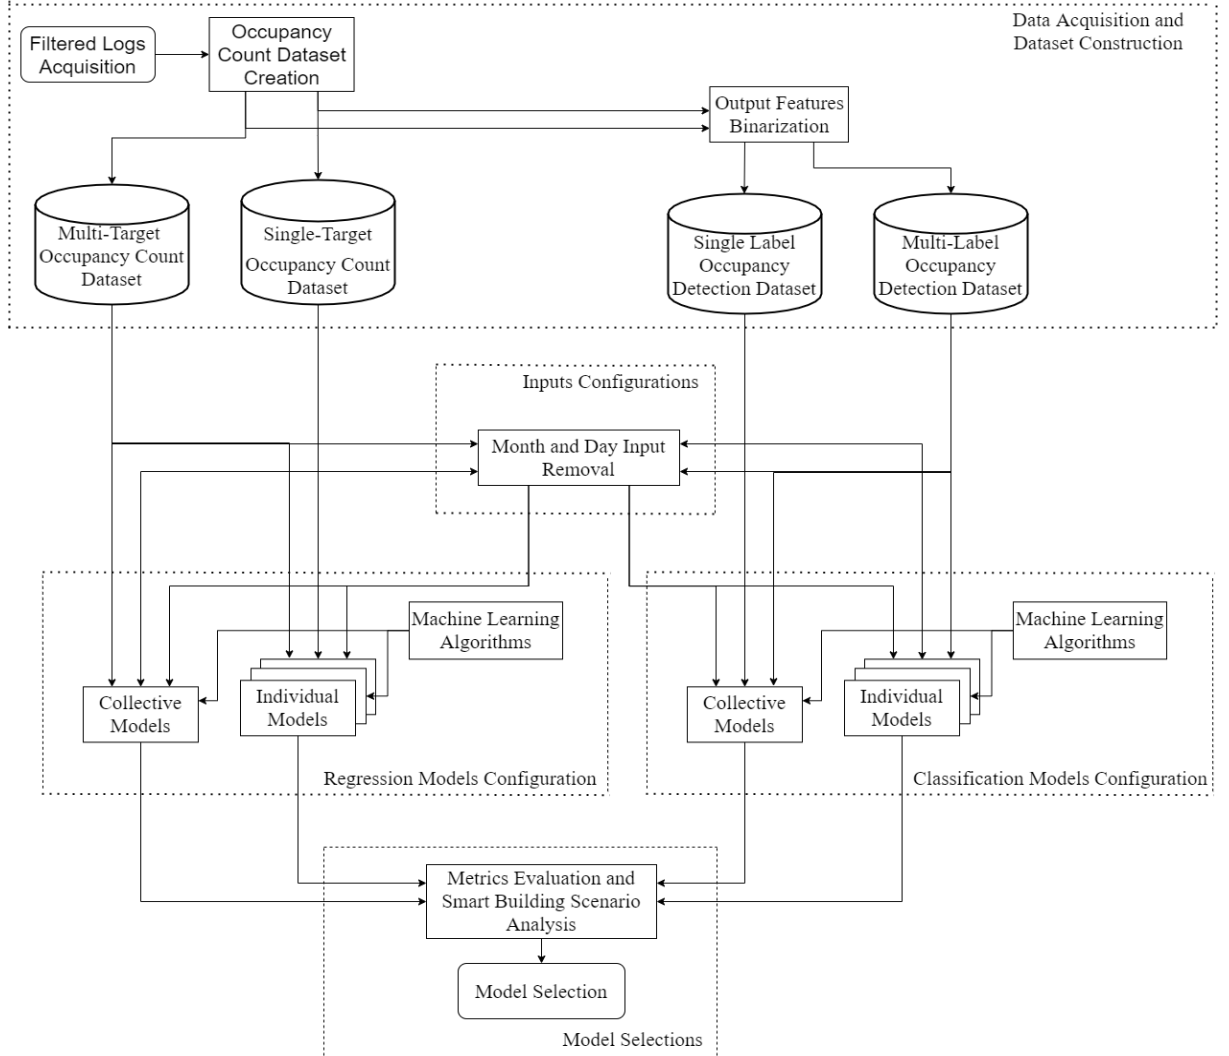 Filtered Logs
Acquisition
Occupancy
Count Dataset
Creation
Data Acquisition and
Dataset Construction
Output Features
Binarization
Multi-Target
Occupancy Count
Dataset
Single-Target
Occupancy Count
Dataset
Single Label
Occupancy
Detection Dataset
Multi-Label
Occupancy
Detection Dataset
Inputs Configurations
Month and Day Input
Removal
Machine Learning
Algorithms
Collective
Models
Individual
Models
Regression Models Configuration
Machine Learning
Algorithms
Collective
Models
Individual
Models
Classification Models Configuration
Metrics Evaluation and
Smart Building Scenario
Analysis
Model Selection
Model Selections